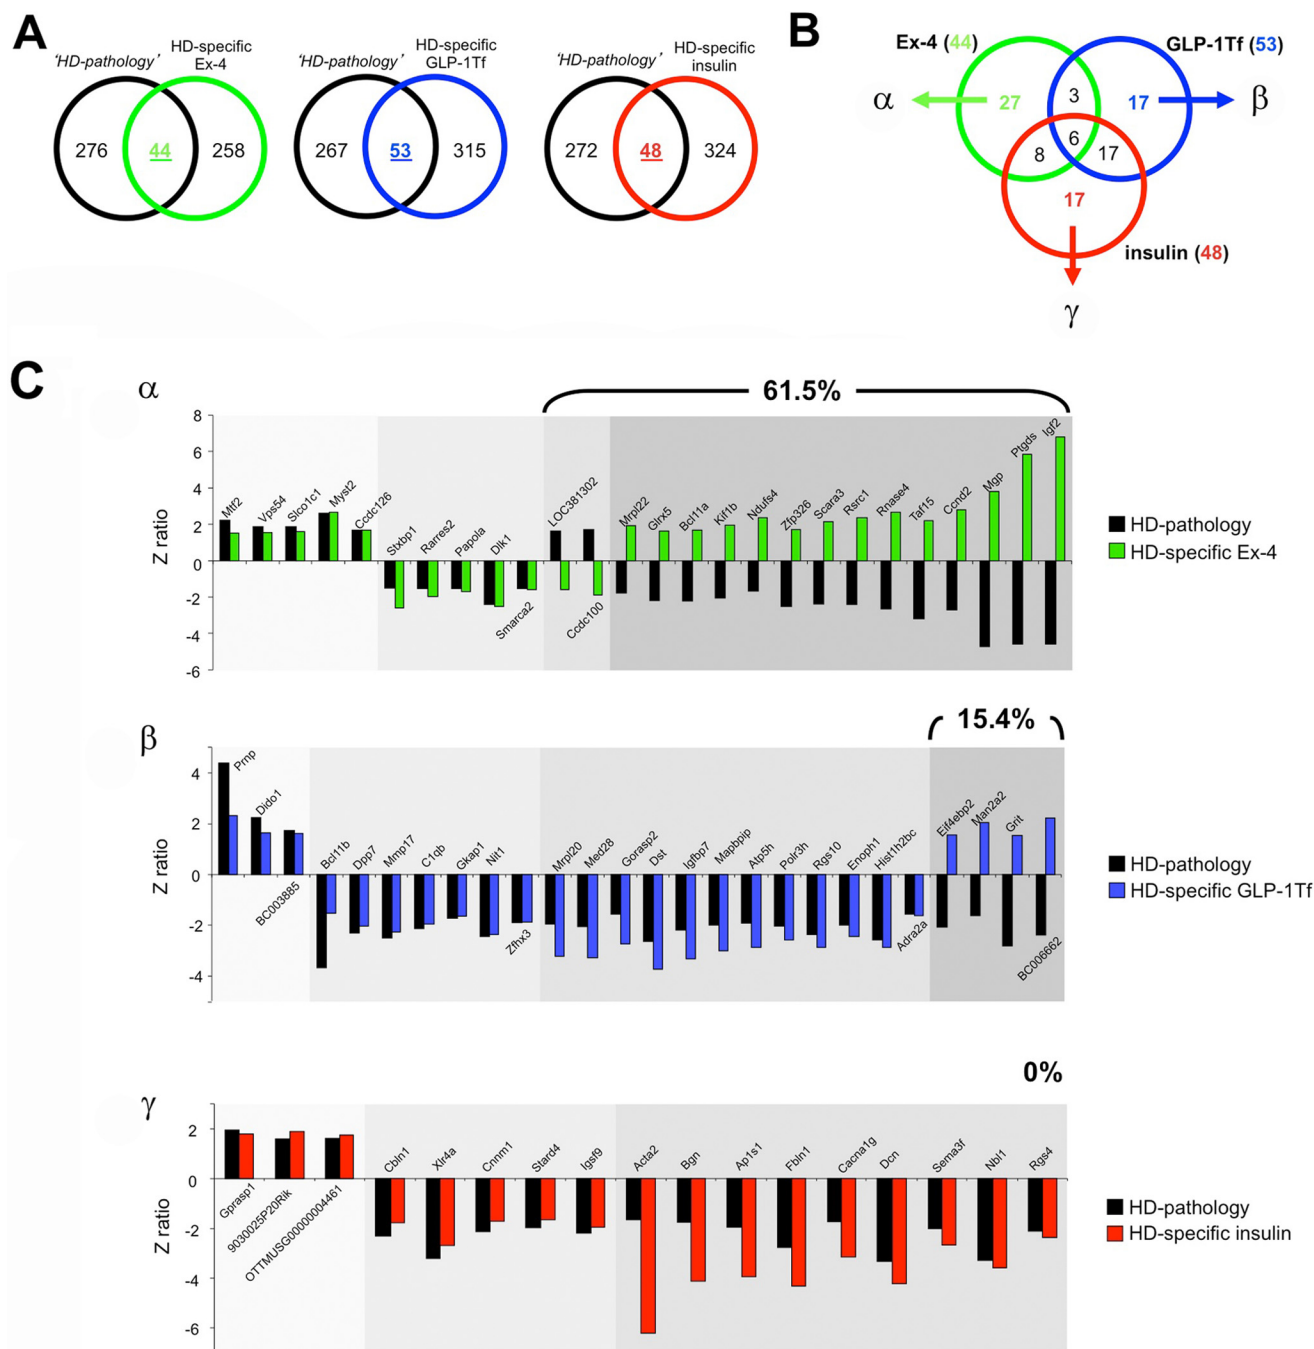 A
'HD-pathology'
HD-specific
Ex-4
276
44
258
'HD-pathology'
HD-specific
GLP-1Tf
267
53
315
'HD-pathology'
HD-specific
insulin
272
48
324
B
Ex-4 (44)
GLP-1Tf (53)
α
27
3
17
β
6
8
17
17
insulin (48)
γ
C
α
61.5%
Z ratio
8
6
4
2
0
-2
-4
-6
Mtf2
Vps54
Slco1c1
Myst2
Ccdc126
Stxbp1
Rarres2
Papola
Dlk1
Smarca2
LOC381302
Ccdc100
Mrpl22
Glrx5
Bcl11a
Kif1b
Ndufs4
Zfp326
Scara3
Rsrc1
Rnase4
Taf15
Ccnd2
Mgp
Ptgds
Igf2
HD-pathology
HD-specific Ex-4
β
15.4%
Z ratio
4
2
0
-2
-4
Prnp
Dido1
BC003885
Bcl11b
Dpp7
Mmp17
C1qb
Gkap1
Nit1
Zfhx3
Mrpl20
Med28
Gorasp2
Dst
Igfbp7
Mapbpip
Atp5h
Polr3h
Rgs10
Enoph1
Hist1h2bc
Adra2a
Eif4ebp2
Man2a2
Grit
BC006662
HD-pathology
HD-specific GLP-1Tf
γ
0%
Z ratio
2
0
-2
-4
-6
Gprasp1
9030025P20Rik
OTTMUSG00000004461
Cbln1
Xlr4a
Cnnm1
Stard4
Igsf9
Acta2
Bgn
Ap1s1
Fbln1
Cacna1g
Dcn
Sema3f
Nbl1
Rgs4
HD-pathology
HD-specific insulin